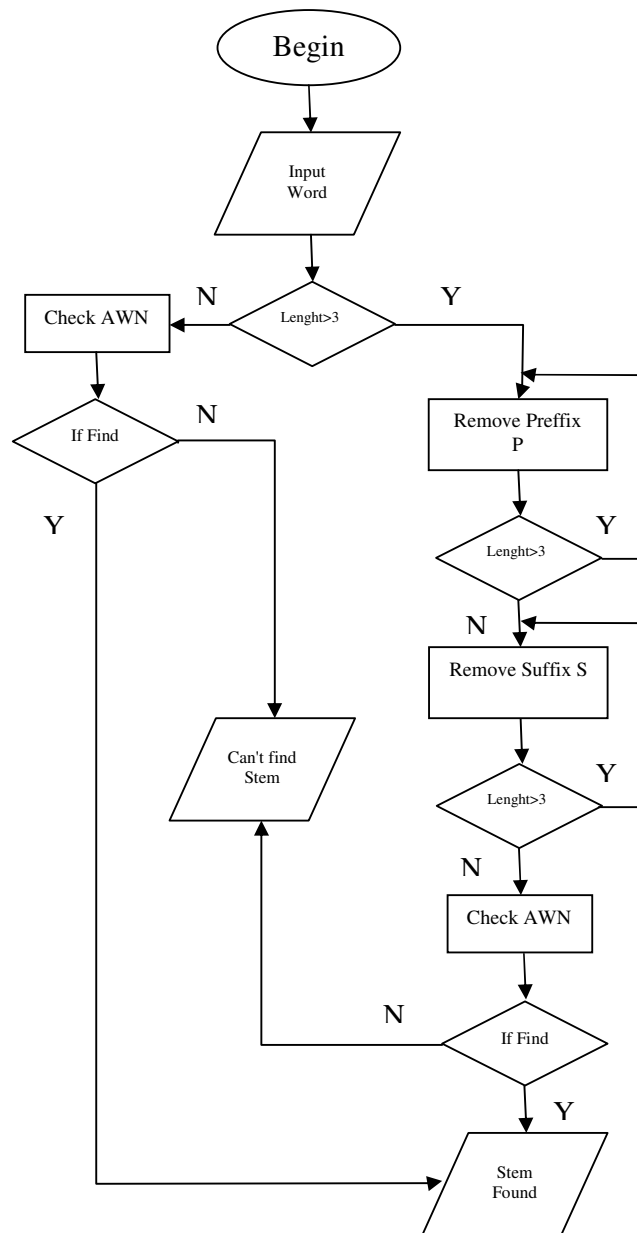 Begin
Input
Word
N
Y
Lenght>3
Check AWN
If Find
N
Y
Remove Preffix
P
Lenght>3
Y
N
Remove Suffix S
Can't find
Stem
Lenght>3
Y
N
Check AWN
N
If Find
Y
Stem
Found